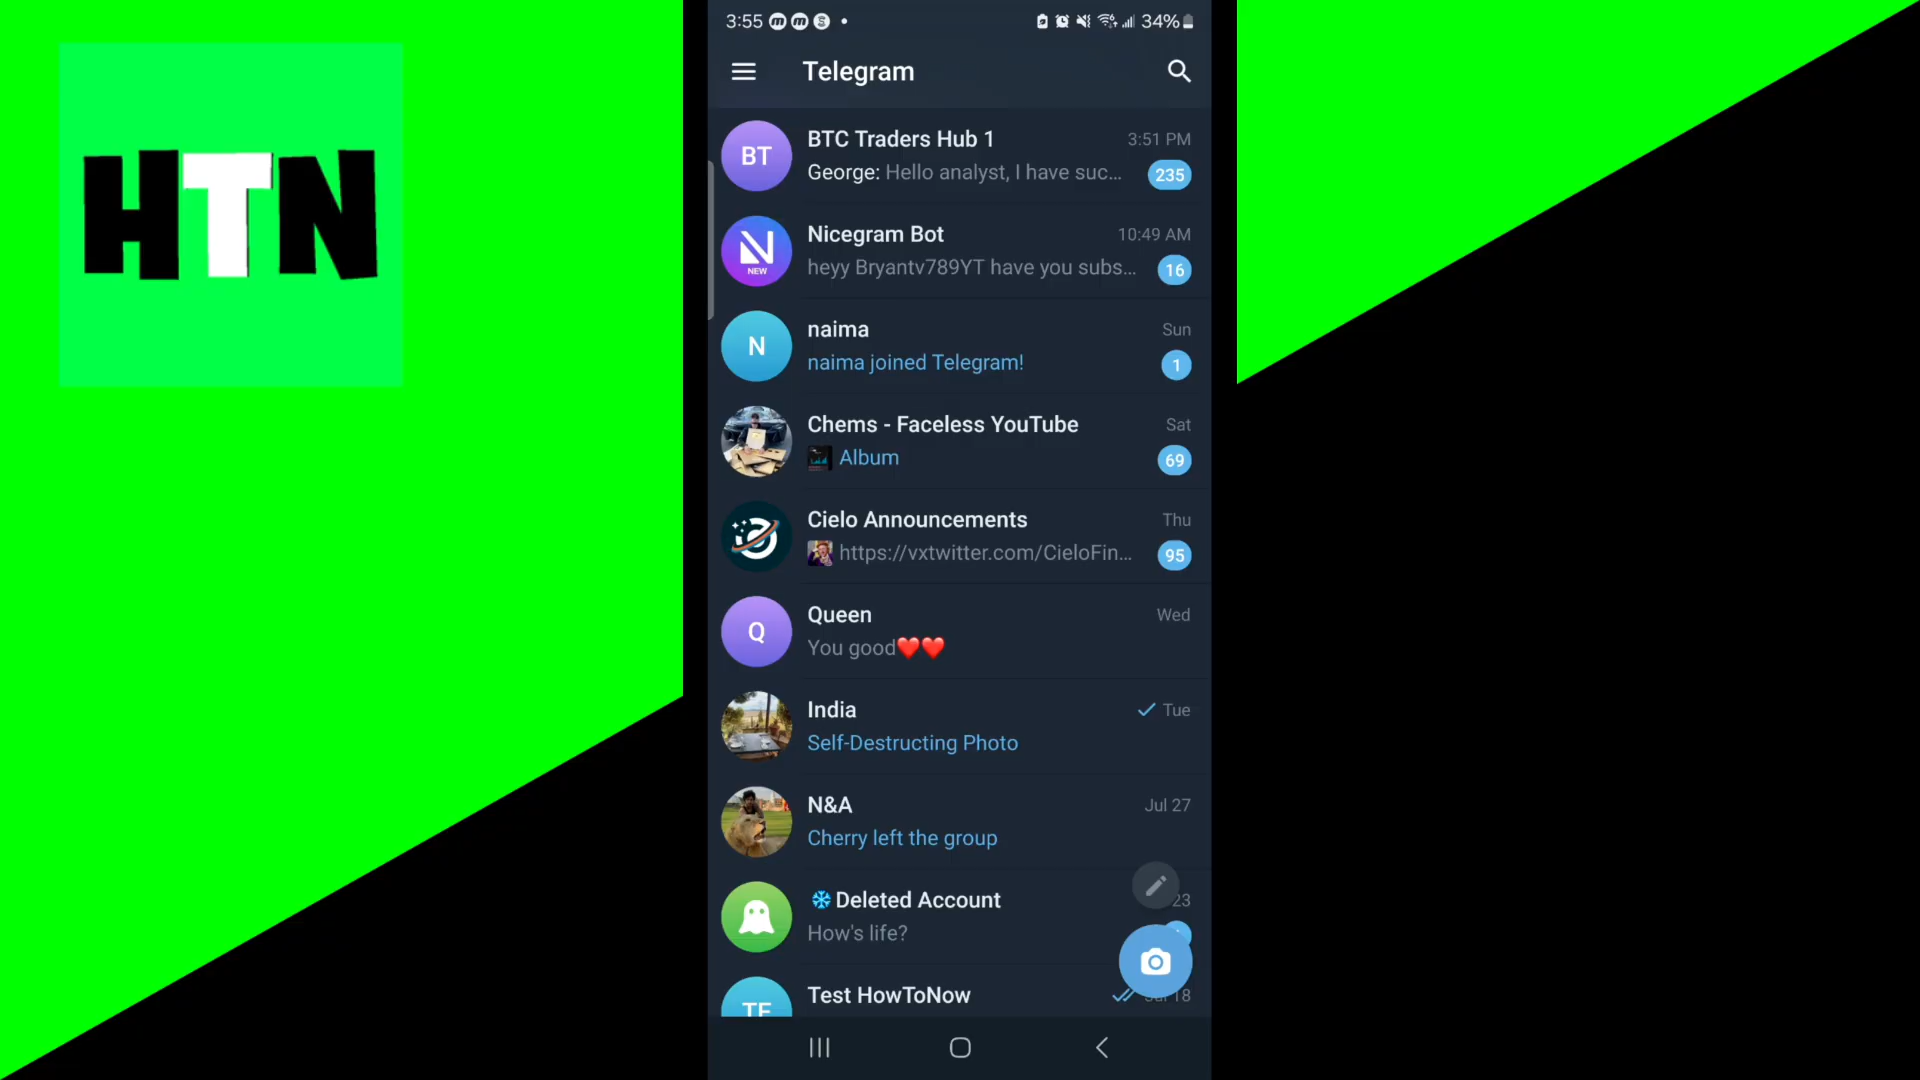 HTN
3:55
34%
Telegram
BT
BTC Traders Hub 1
3:51 PM
George: Hello analyst, I have suc...
235
N
NEW
Nicegram Bot
10:49 AM
heyy Bryantv789YT have you subs...
16
N
naima
Sun
naima joined Telegram!
1
Chems - Faceless YouTube
Sat
Album
69
Cielo Announcements
Thu
https://vxtwitter.com/CieloFin...
95
Q
Queen
Wed
You good❤️❤️
India
Tue
Self-Destructing Photo
N&A
Jul 27
Cherry left the group
Deleted Account
23
How's life?
Test HowToNow
18